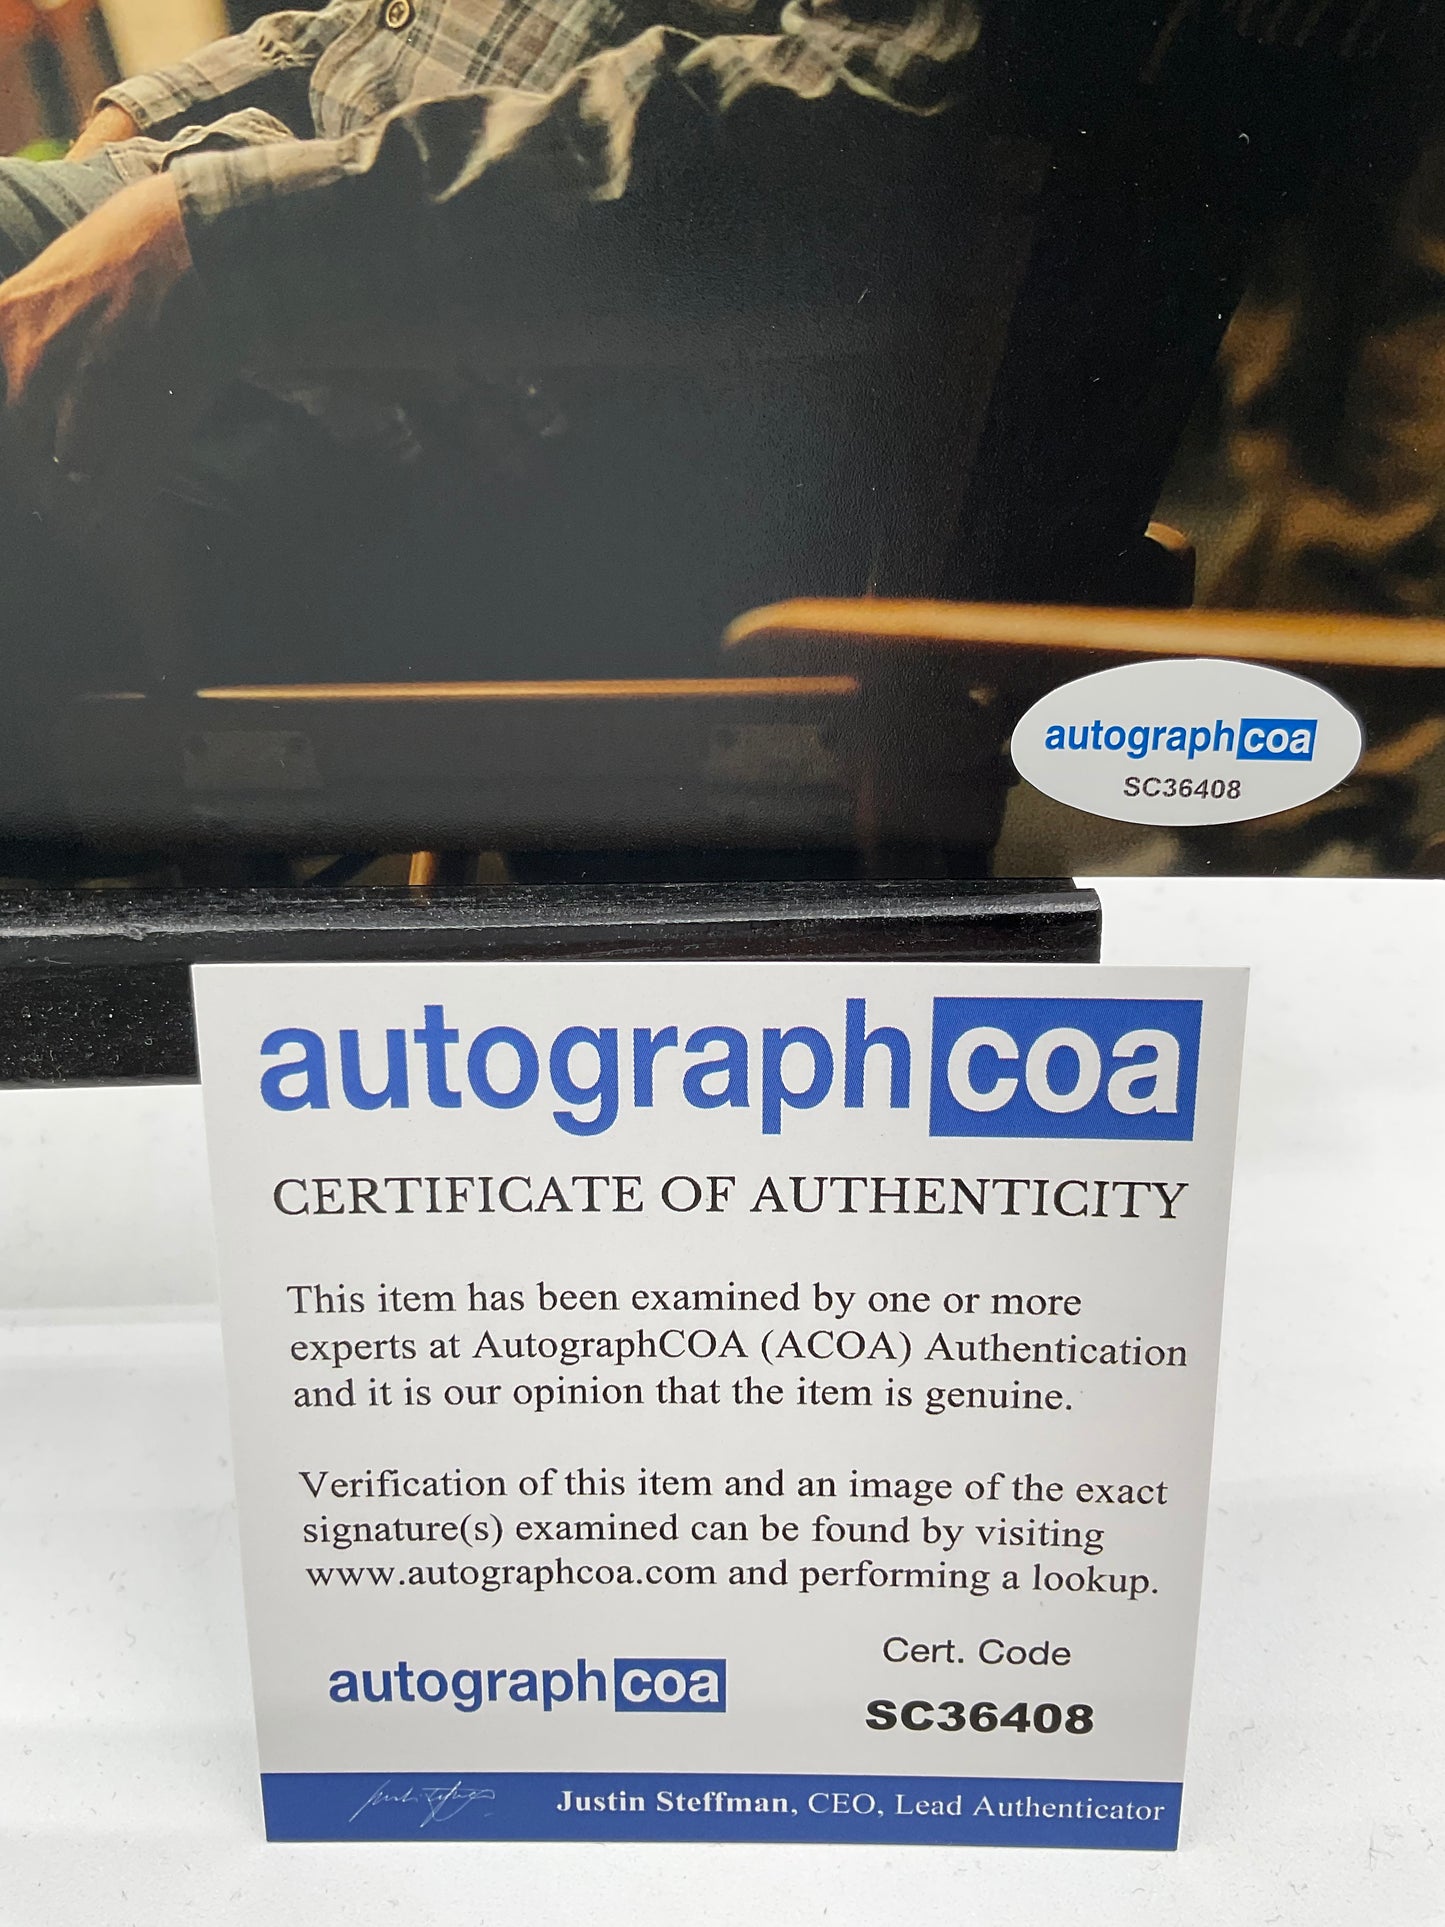 autographcoa
SC36408
autographcoa
CERTIFICATE OF AUTHENTICITY
This item has been examined by one or more
experts at AutographCOA (ACOA) Authentication
and it is our opinion that the item is genuine.
Verification of this item and an image of the exact
signature(s) examined can be found by visiting
www.autographcoa.com and performing a lookup.
autographcoa
Cert. Code
SC36408
Justin Steffman, CEO, Lead Authenticator